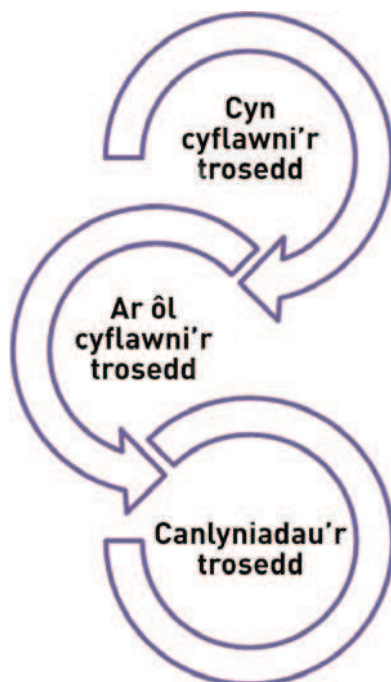 Cyn
cyflawni'r
trosedd
Ar ôl
cyflawni'r
trosedd
Canlyniadau'r
trosedd